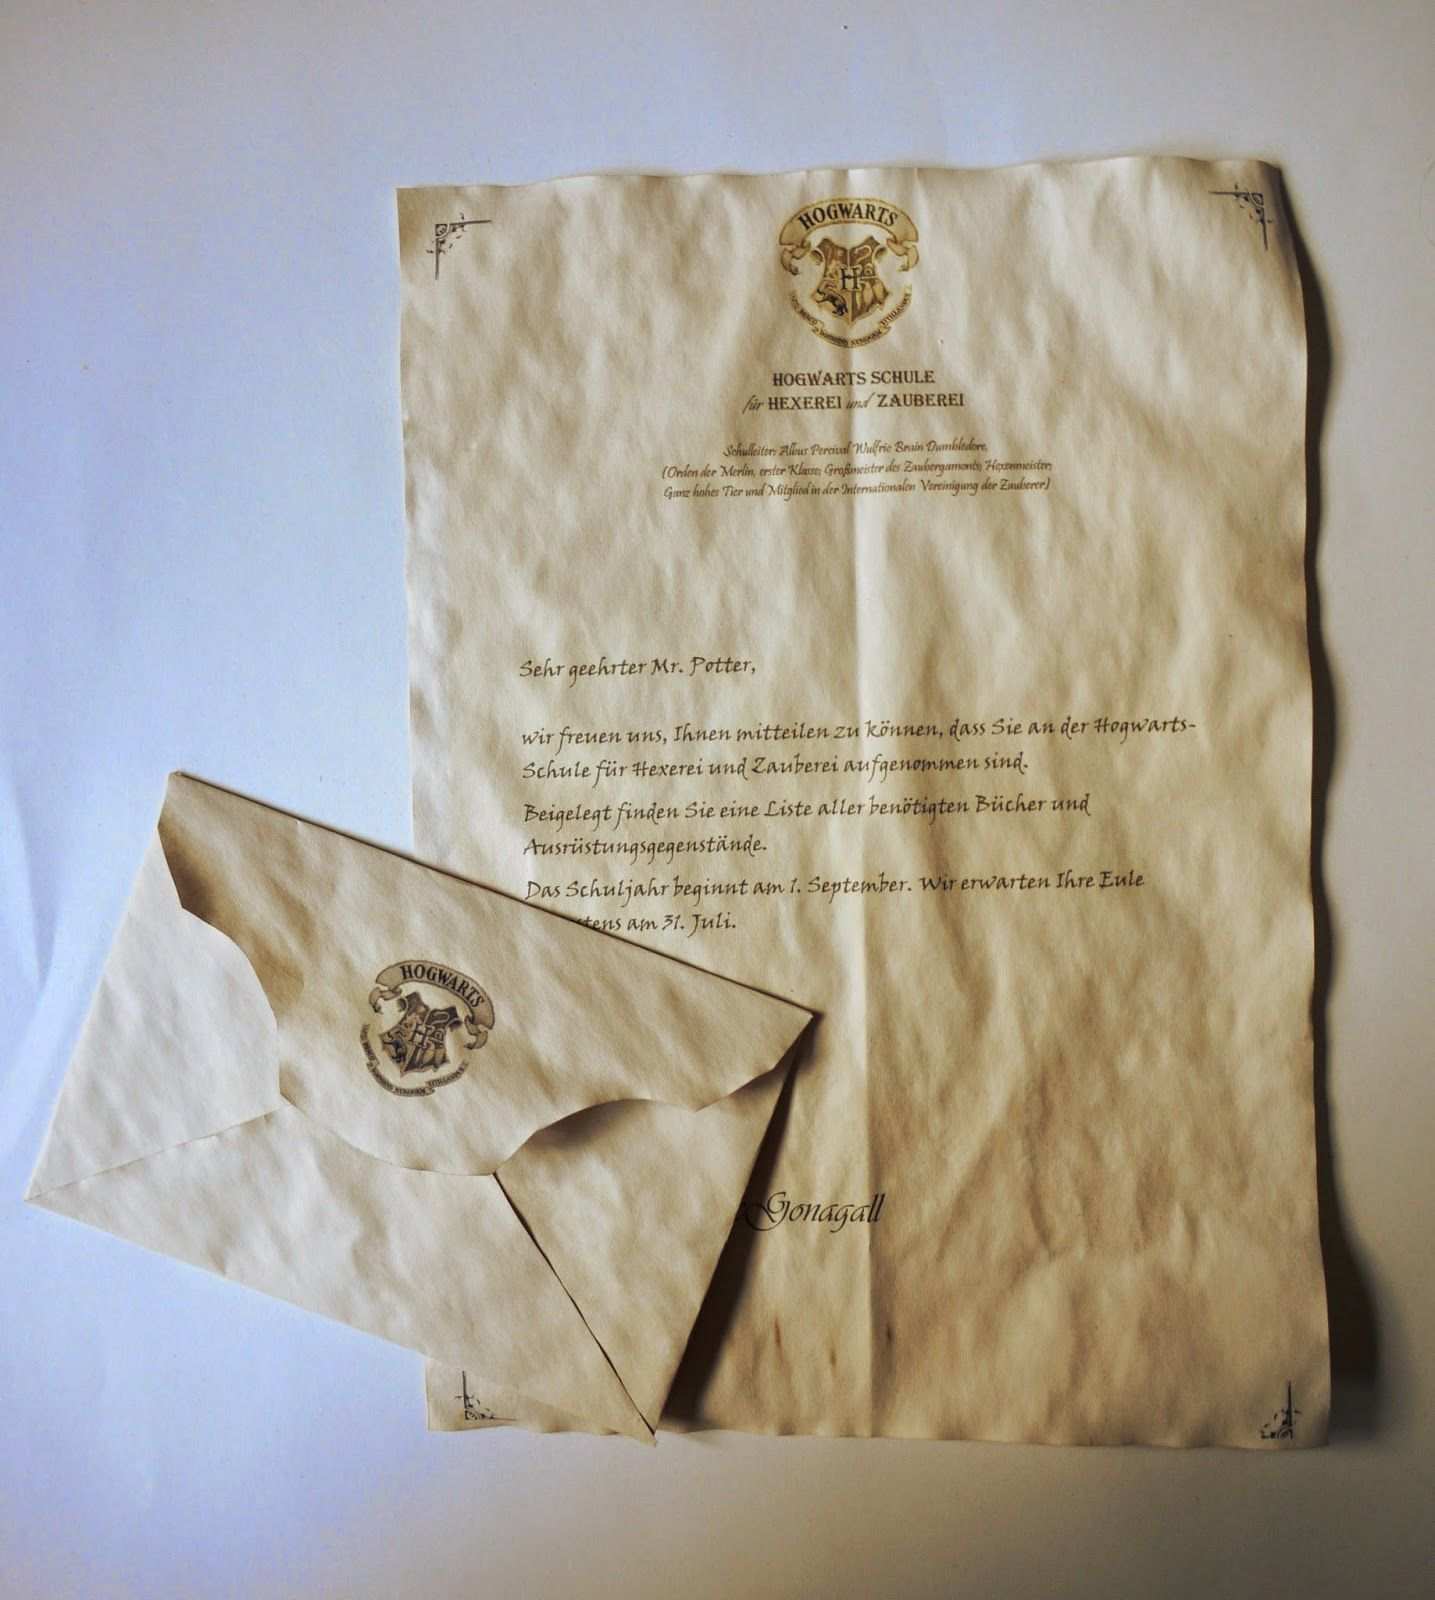 HOGWARTS
H
HOGWARTS SCHULE
für HEXEREI und ZAUBEREI
Schulleiter: Albus Percival Wulfric Brain Dumbledore,
(Orden der Merlin, erster Klasse; Großmeister des Zaubergamonts; Hexenmeister;
Ganz hohes Tier und Mitglied in der Internationalen Vereinigung der Zauberer)
Sehr geehrter Mr. Potter,
wir freuen uns, Ihnen mitteilen zu können, dass Sie an der Hogwarts-
Schule für Hexerei und Zauberei aufgenommen sind.
Beigelegt finden Sie eine Liste aller benötigten Bücher und
Ausrüstungsgegenstände.
Das Schuljahr beginnt am 1. September. Wir erwarten Ihre Eule
stens am 31. Juli.
Gonagall
HOGWARTS
H